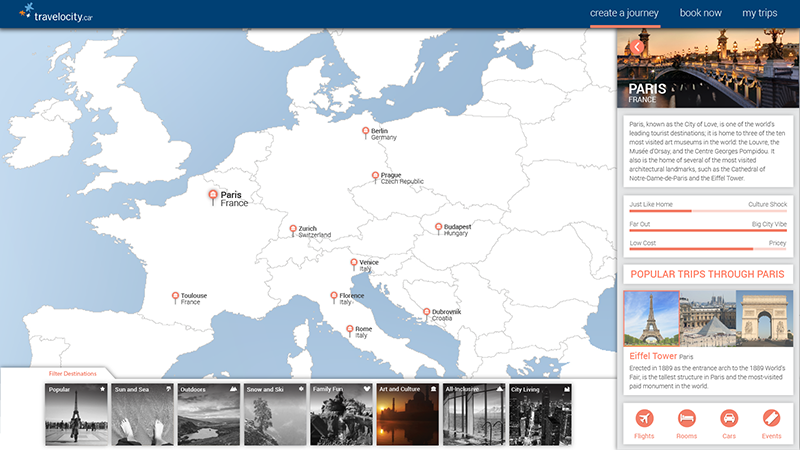 travelocity.ca
create a journey
book now
my trips
PARIS
FRANCE
Paris, known as the City of Love, is one of the world's
leading tourist destinations; it is home to three of the ten
most visited art museums in the world: the Louvre, the
Musée d'Orsay, and the Centre Georges Pompidou. It
also is the home of several of the most visited
architectural landmarks, such as the Cathedral of
Notre-Dame-de-Paris and the Eiffel Tower.
Just Like Home
Culture Shock
Far Out
Big City Vibe
Low Cost
Pricey
POPULAR TRIPS THROUGH PARIS
Eiffel Tower Paris
Erected in 1889 as the entrance arch to the 1889 World's
Fair, is the tallest structure in Paris and the most-visited
paid monument in the world.
Flights
Rooms
Cars
Events
Berlin
Germany
Prague
Czech Republic
Paris
France
Zurich
Switzerland
Budapest
Hungary
Venice
Italy
Toulouse
France
Florence
Italy
Dubrovnik
Croatia
Rome
Italy
Filter Destinations
Popular
Sun and Sea
Outdoors
Snow and Ski
Family Fun
Art and Culture
All-Inclusive
City Living